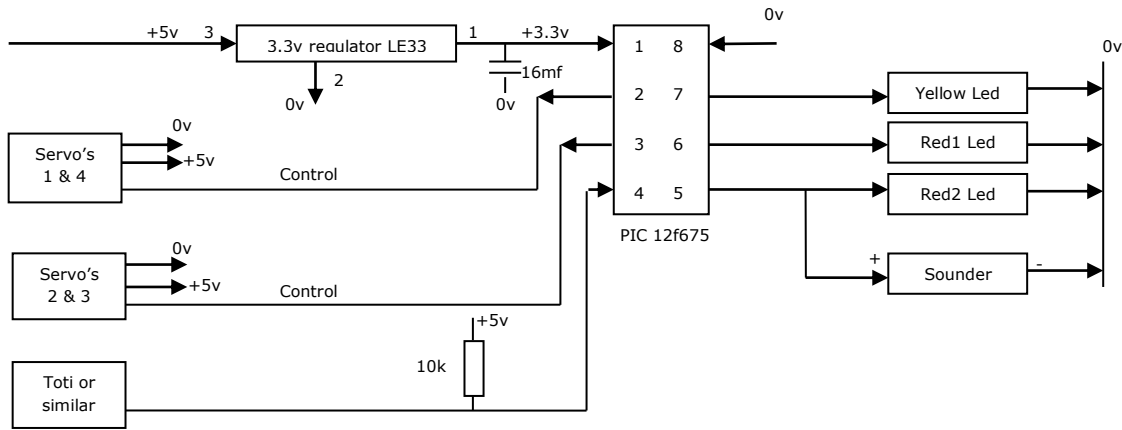 +5v 3
3.3v regulator LE33
1 +3.3v
2
0v
16mf
0v
0v
1 8
2 7
3 6
4 5
PIC 12f675
Yellow Led
Red1 Led
Red2 Led
+ Sounder -
0v
Servo's
1 & 4
0v
+5v
Control
Servo's
2 & 3
0v
+5v
Control
+5v
10k
Toti or
similar